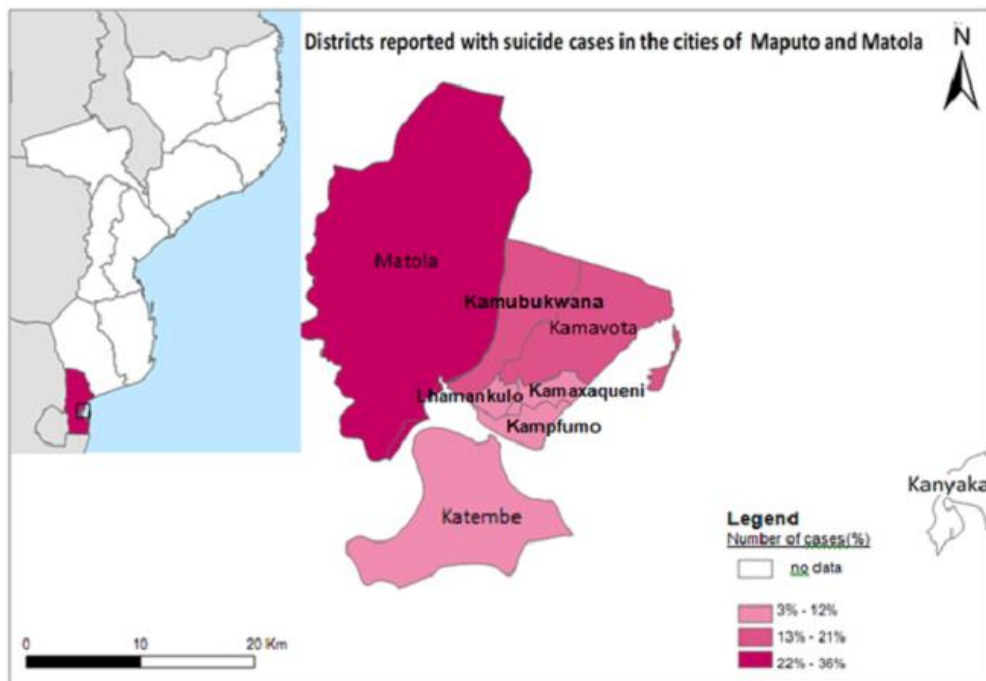 Districts reported with suicide cases in the cities of Maputo and Matola
N
Matola
Kamubukwana
Kamavota
Lhamankulo
Kamaxaqueni
Kampfumo
Kanyaka
Katembe
Legend
Number of cases(%)
no data
3% - 12%
13% - 21%
22% - 36%
0 10 20 Km